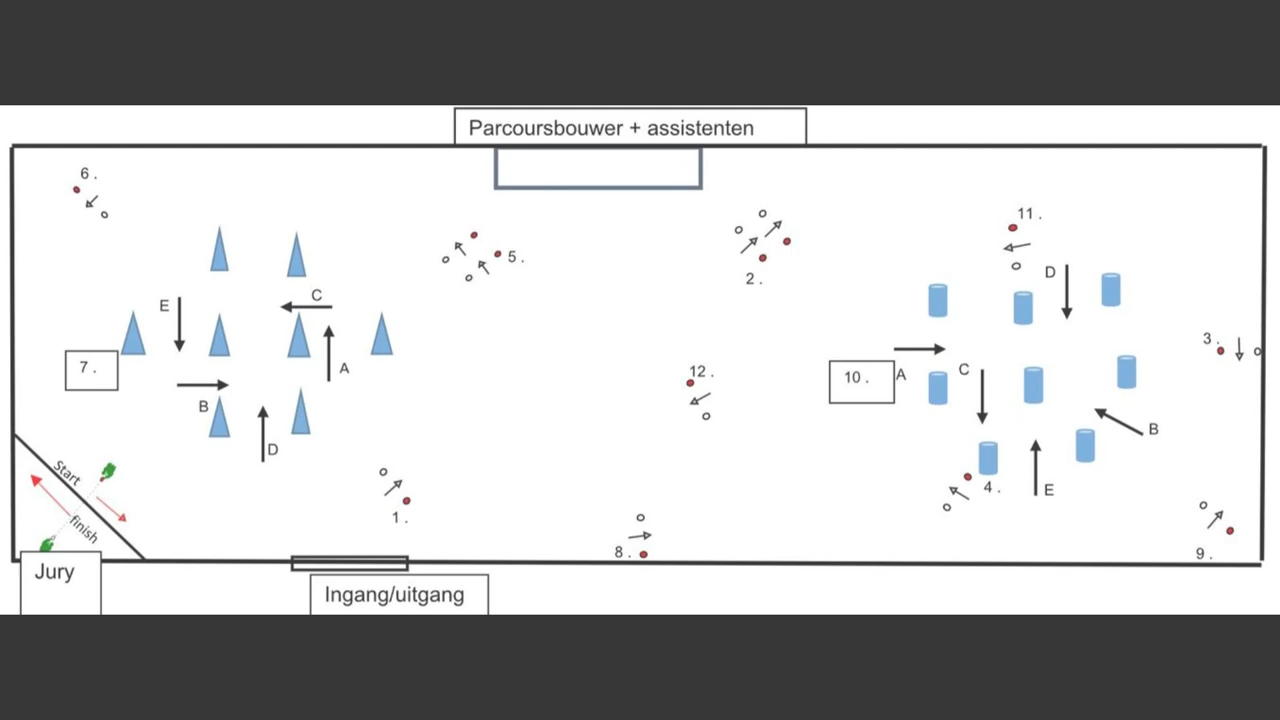 Parcoursbouwer + assistenten
6 .
11 .
5 .
2 .
D
C
E
3 .
12 .
C
7 .
A
10 .
A
B
B
D
Start
4 .
E
1 .
finish
8 .
9 .
Jury
Ingang/uitgang